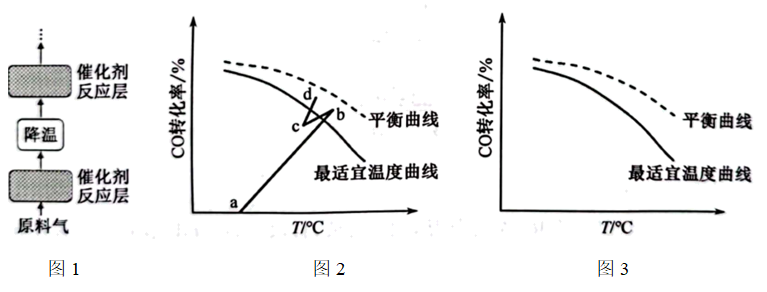 ⋮
催化剂
反应层
降温
催化剂
反应层
原料气
图 1
CO转化率/%
d
c
b
a
平衡曲线
最适宜温度曲线
T/℃
图 2
CO转化率/%
平衡曲线
最适宜温度曲线
T/℃
图 3